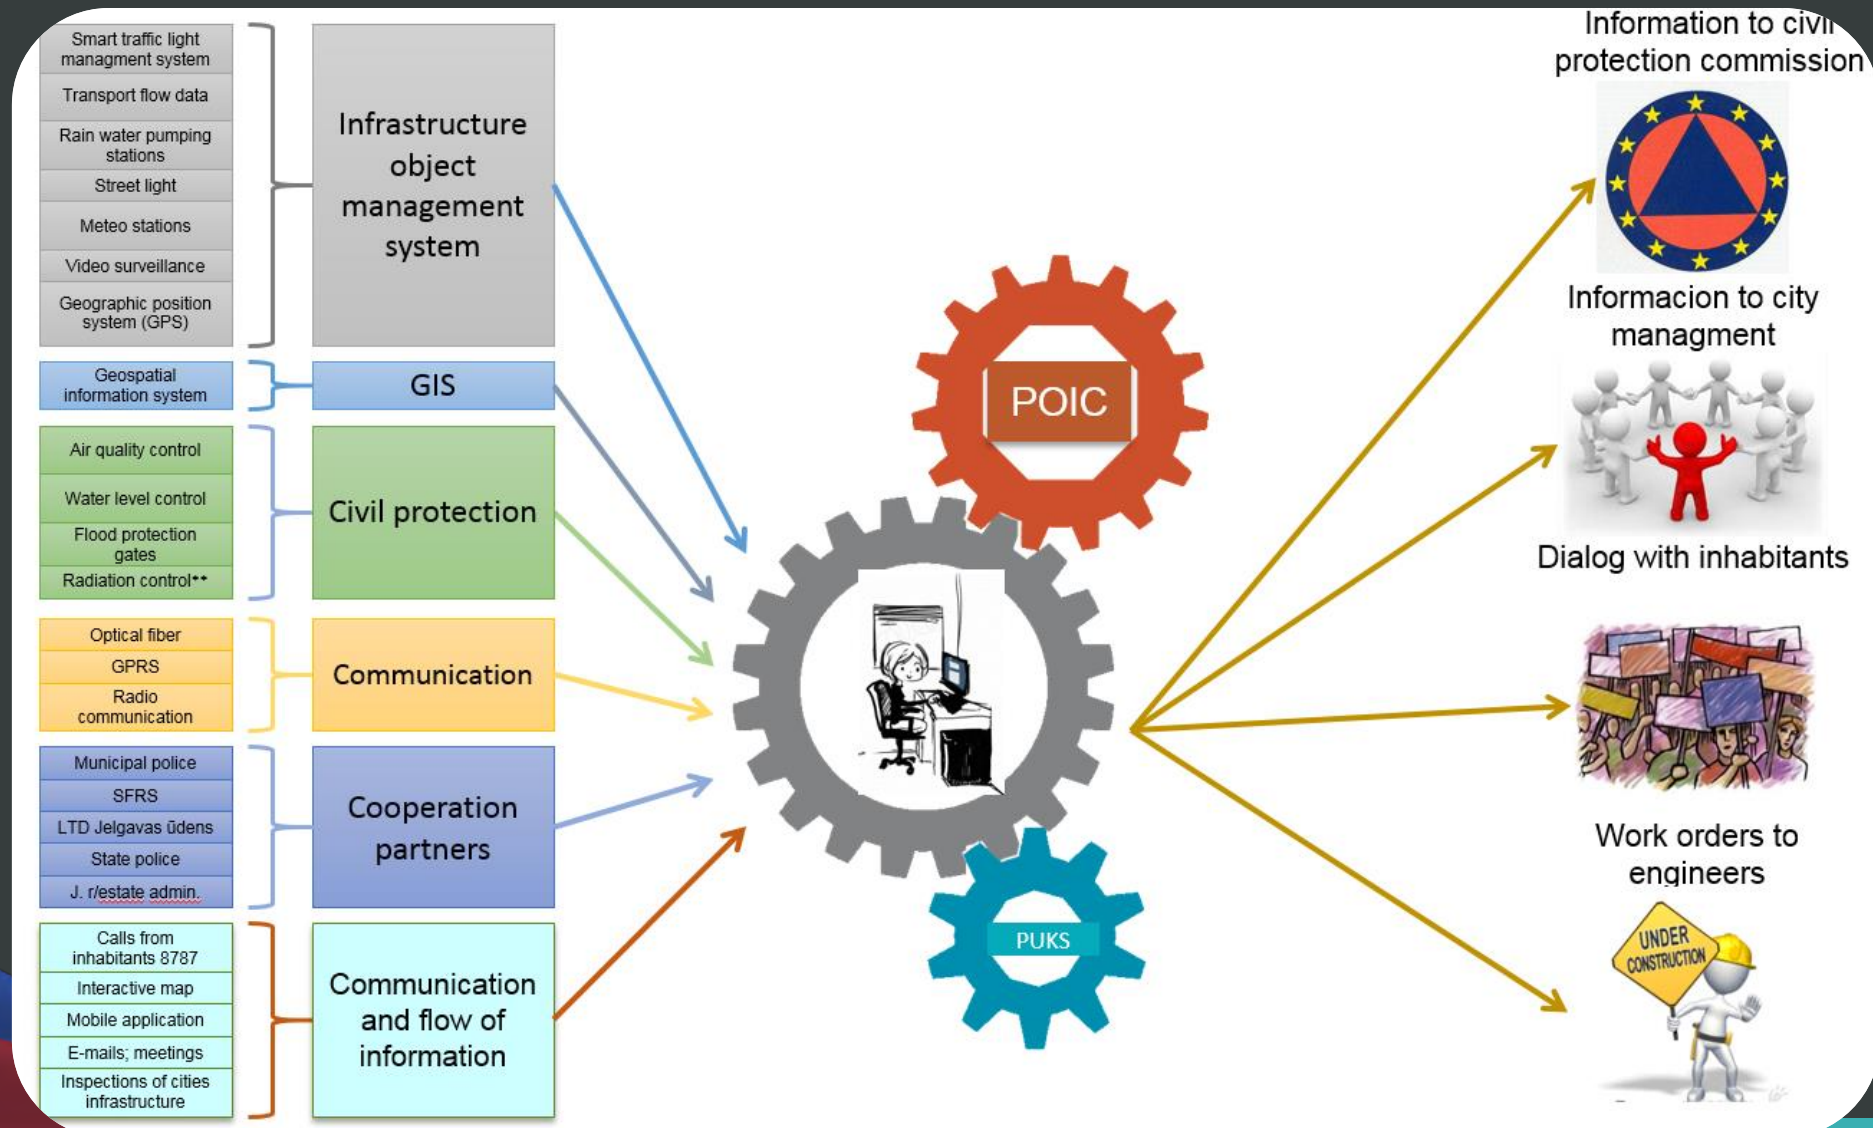 Smart traffic light
managment system
Transport flow data
Rain water pumping
stations
Street light
Meteo stations
Video surveillance
Geographic position
system (GPS)
Infrastructure
object
management
system
Geospatial
information system
GIS
Air quality control
Water level control
Flood protection
gates
Radiation control**
Civil protection
Optical fiber
GPRS
Radio
communication
Communication
Municipal police
SFRS
LTD Jelgavas ūdens
State police
J. r/estate admin.
Cooperation
partners
Calls from
inhabitants 8787
Interactive map
Mobile application
E-mails; meetings
Inspections of cities
infrastructure
Communication
and flow of
information
POIC
PUKS
Information to civil
protection commission
Informacion to city
managment
Dialog with inhabitants
Work orders to
engineers
UNDER
CONSTRUCTION